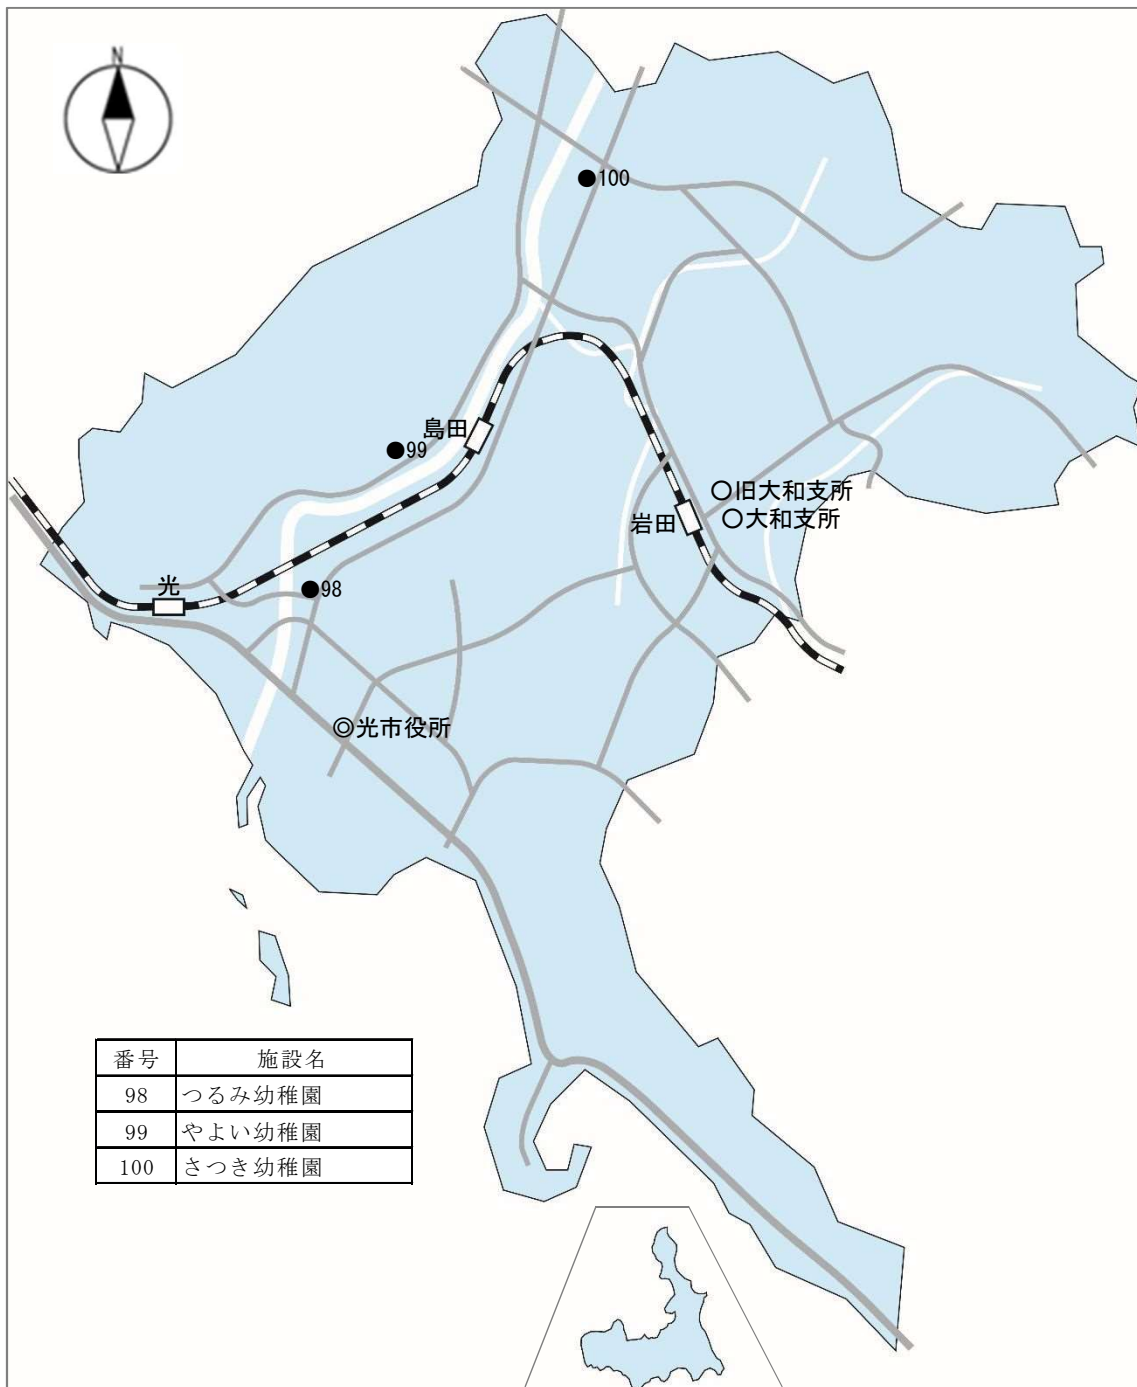 N
●100
島田
●99
○旧大和支所
○大和支所
岩田
光
●98
◎光市役所
番号 施設名
98 つるみ幼稚園
99 やよい幼稚園
100 さつき幼稚園